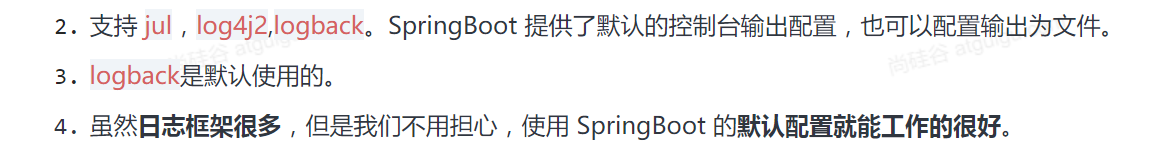 2. 支持 jul，log4j2,logback。SpringBoot 提供了默认的控制台输出配置，也可以配置输出为文件。
3. logback是默认使用的。
4. 虽然日志框架很多，但是我们不用担心，使用 SpringBoot 的默认配置就能工作的很好。